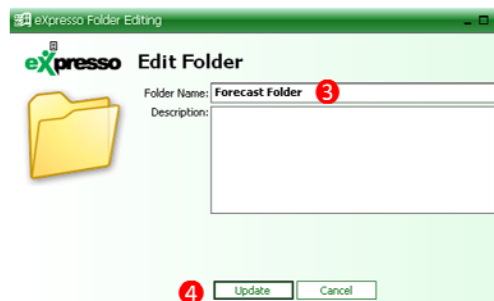 eXpresso Folder Editing
eXpresso Edit Folder
Folder Name: Forecast Folder 3
Description:
4 Update Cancel